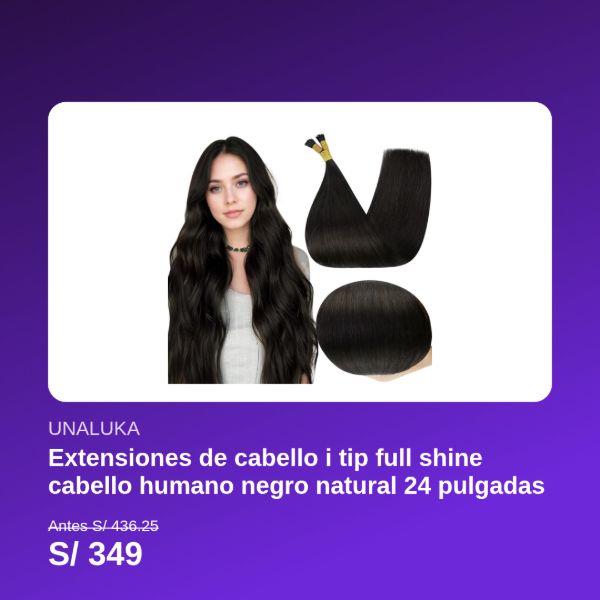 UNALUKA
Extensiones de cabello i tip full shine
cabello humano negro natural 24 pulgadas
Antes S/ 436.25
S/ 349